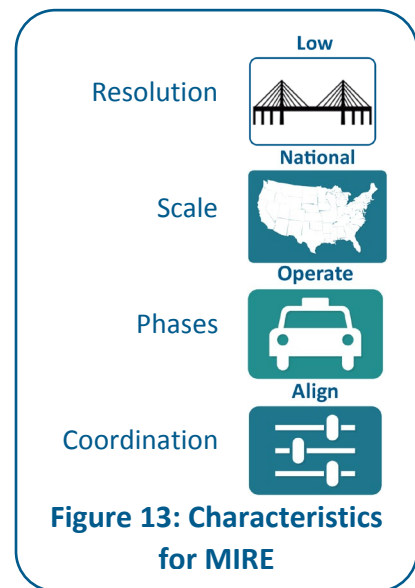 Low
Resolution
National
Scale
Operate
Phases
Align
Coordination
Figure 13: Characteristics
for MIRE